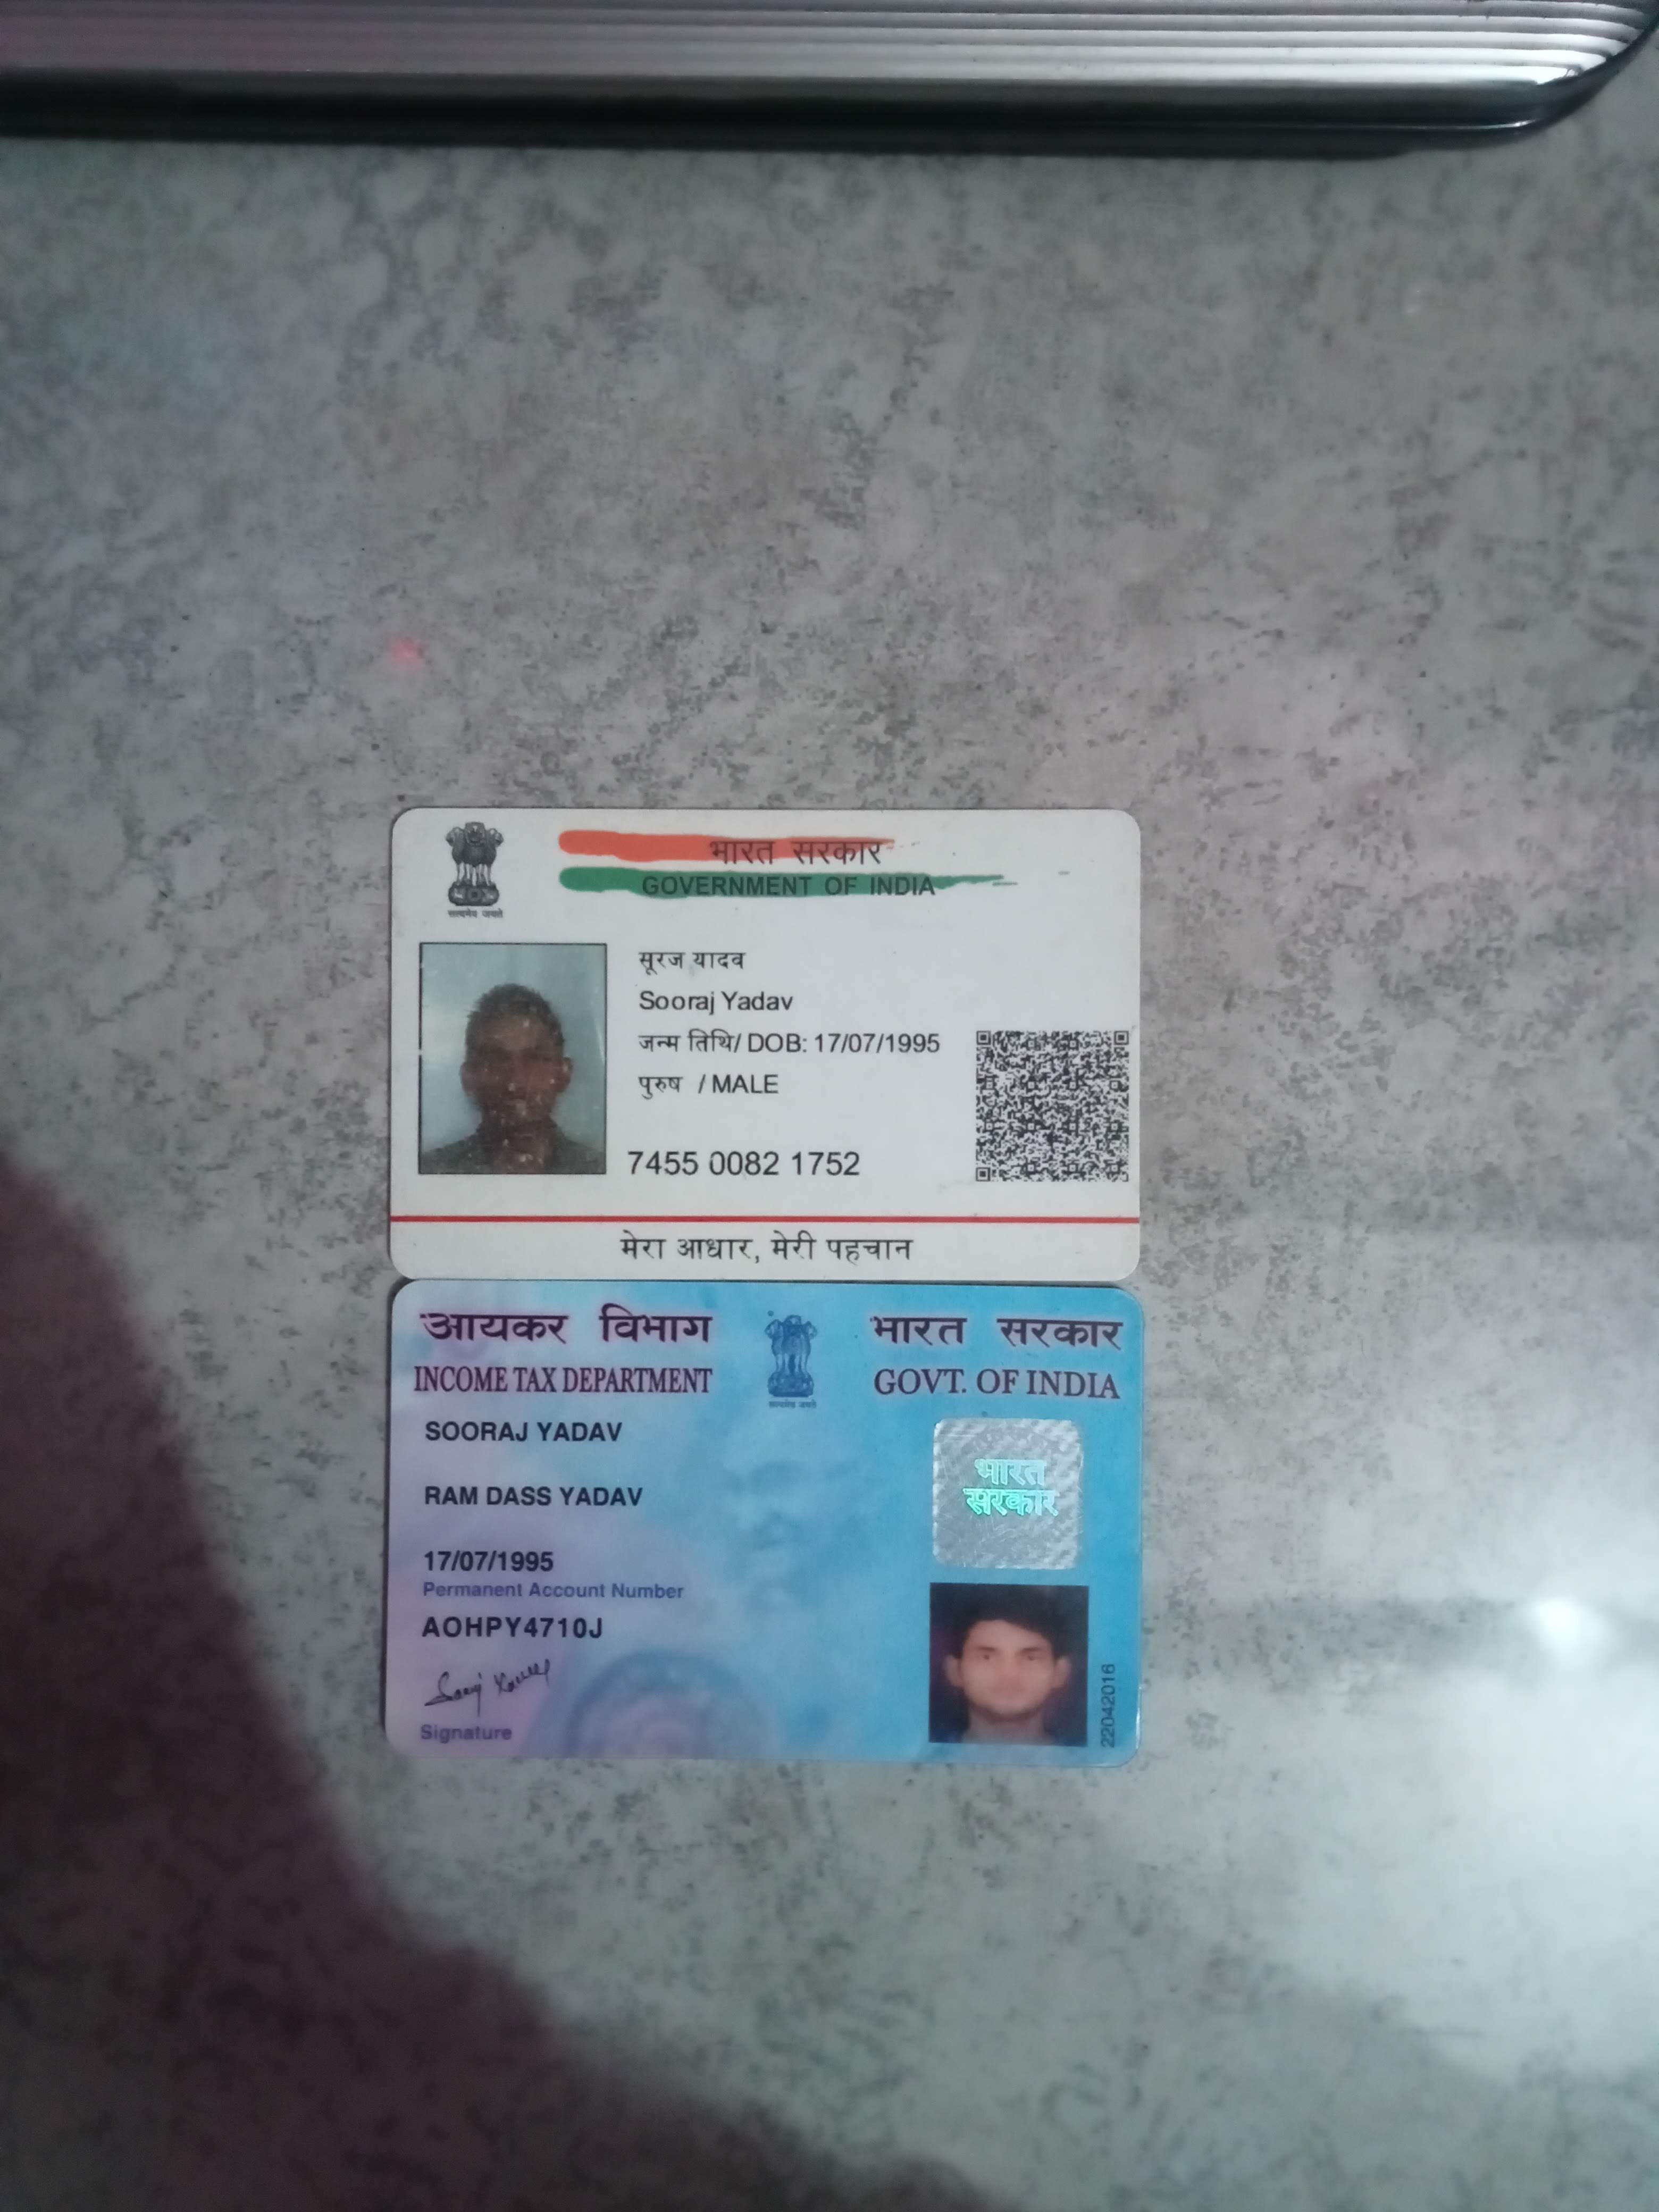 भारत सरकार
GOVERNMENT OF INDIA
सत्यमेव जयते
सूरज यादव
Sooraj Yadav
जन्म तिथि/ DOB: 17/07/1995
पुरुष / MALE
7455 0082 1752
मेरा आधार, मेरी पहचान
आयकर विभाग
INCOME TAX DEPARTMENT
सत्यमेव जयते
भारत सरकार
GOVT. OF INDIA
SOORAJ YADAV
RAM DASS YADAV
17/07/1995
Permanent Account Number
AOHPY4710J
Signature
भारत
सरकार
22042016